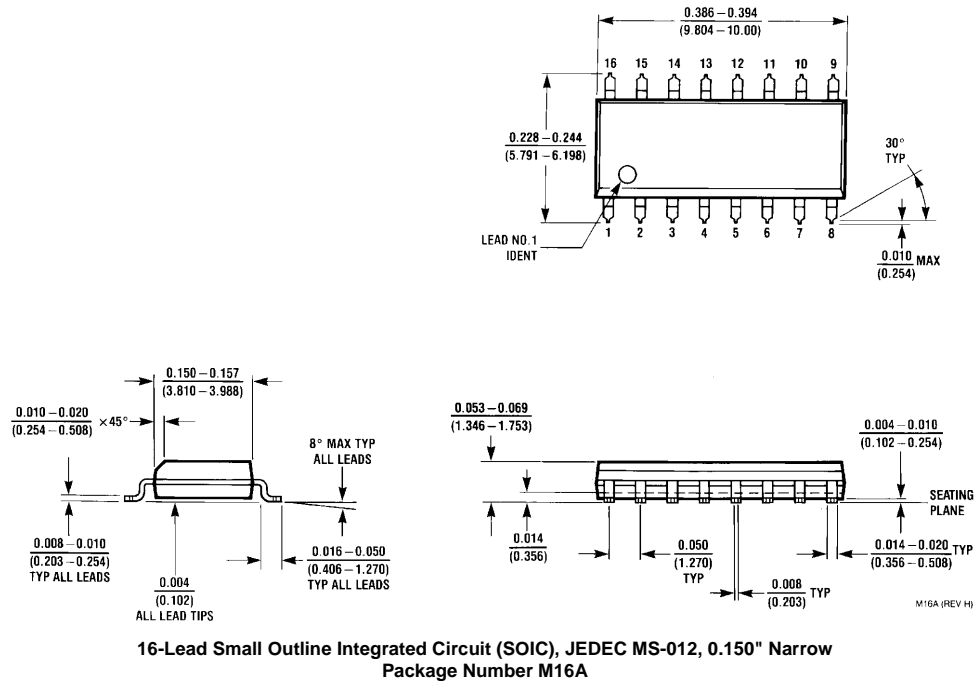 0.386 – 0.394
(9.804 – 10.00)
16 15 14 13 12 11 10 9
0.228 – 0.244
(5.791 – 6.198)
30°
TYP
LEAD NO.1
IDENT
1 2 3 4 5 6 7 8
0.010 MAX
(0.254)
0.150 – 0.157
(3.810 – 3.988)
0.010 – 0.020
(0.254 – 0.508) ×45°
8° MAX TYP
ALL LEADS
0.008 – 0.010
(0.203 – 0.254)
TYP ALL LEADS
0.004
(0.102)
ALL LEAD TIPS
0.016 – 0.050
(0.406 – 1.270)
TYP ALL LEADS
0.053 – 0.069
(1.346 – 1.753)
0.004 – 0.010
(0.102 – 0.254)
SEATING
PLANE
0.014
(0.356)
0.050
(1.270)
TYP
0.008
(0.203) TYP
0.014 – 0.020 TYP
(0.356 – 0.508)
M16A (REV H)
16-Lead Small Outline Integrated Circuit (SOIC), JEDEC MS-012, 0.150" Narrow
Package Number M16A